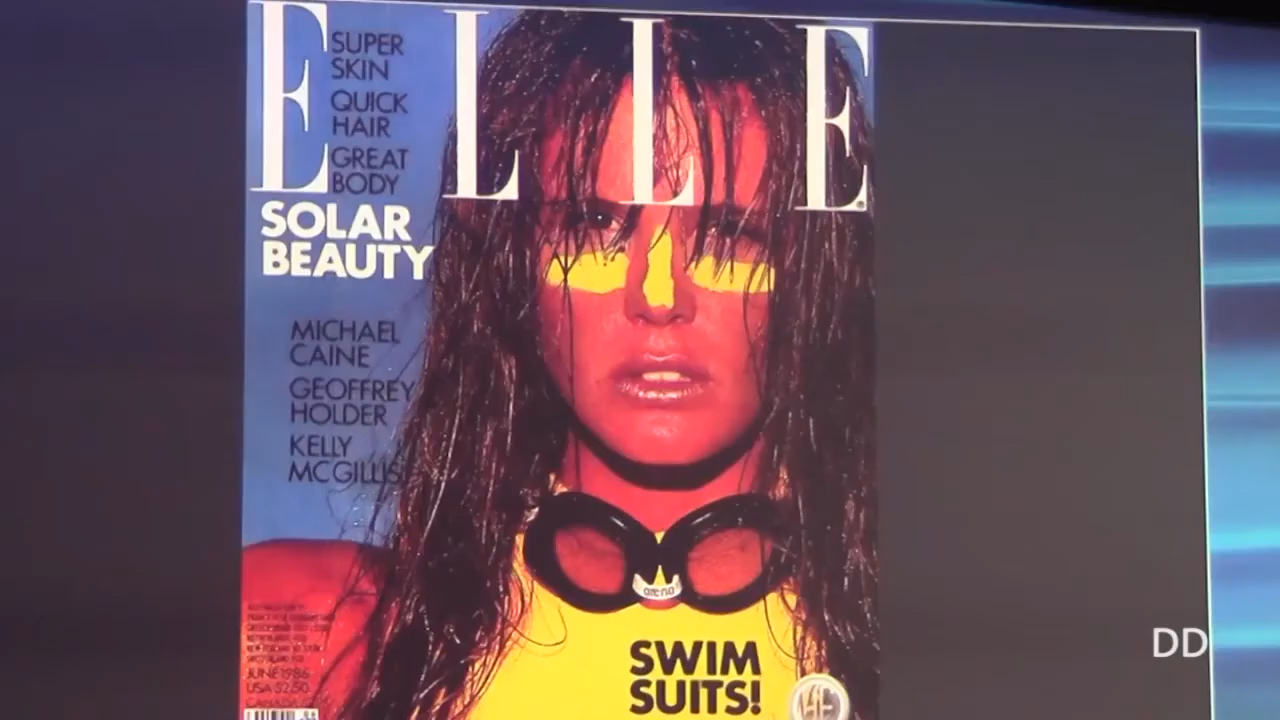 ELLE
SUPER
SKIN
QUICK
HAIR
GREAT
BODY
SOLAR
BEAUTY
MICHAEL
CAINE
GEOFFREY
HOLDER
KELLY
MCGILLIS
arena
SWIM
SUITS!
JUNE 1986
USA $2.50
DD